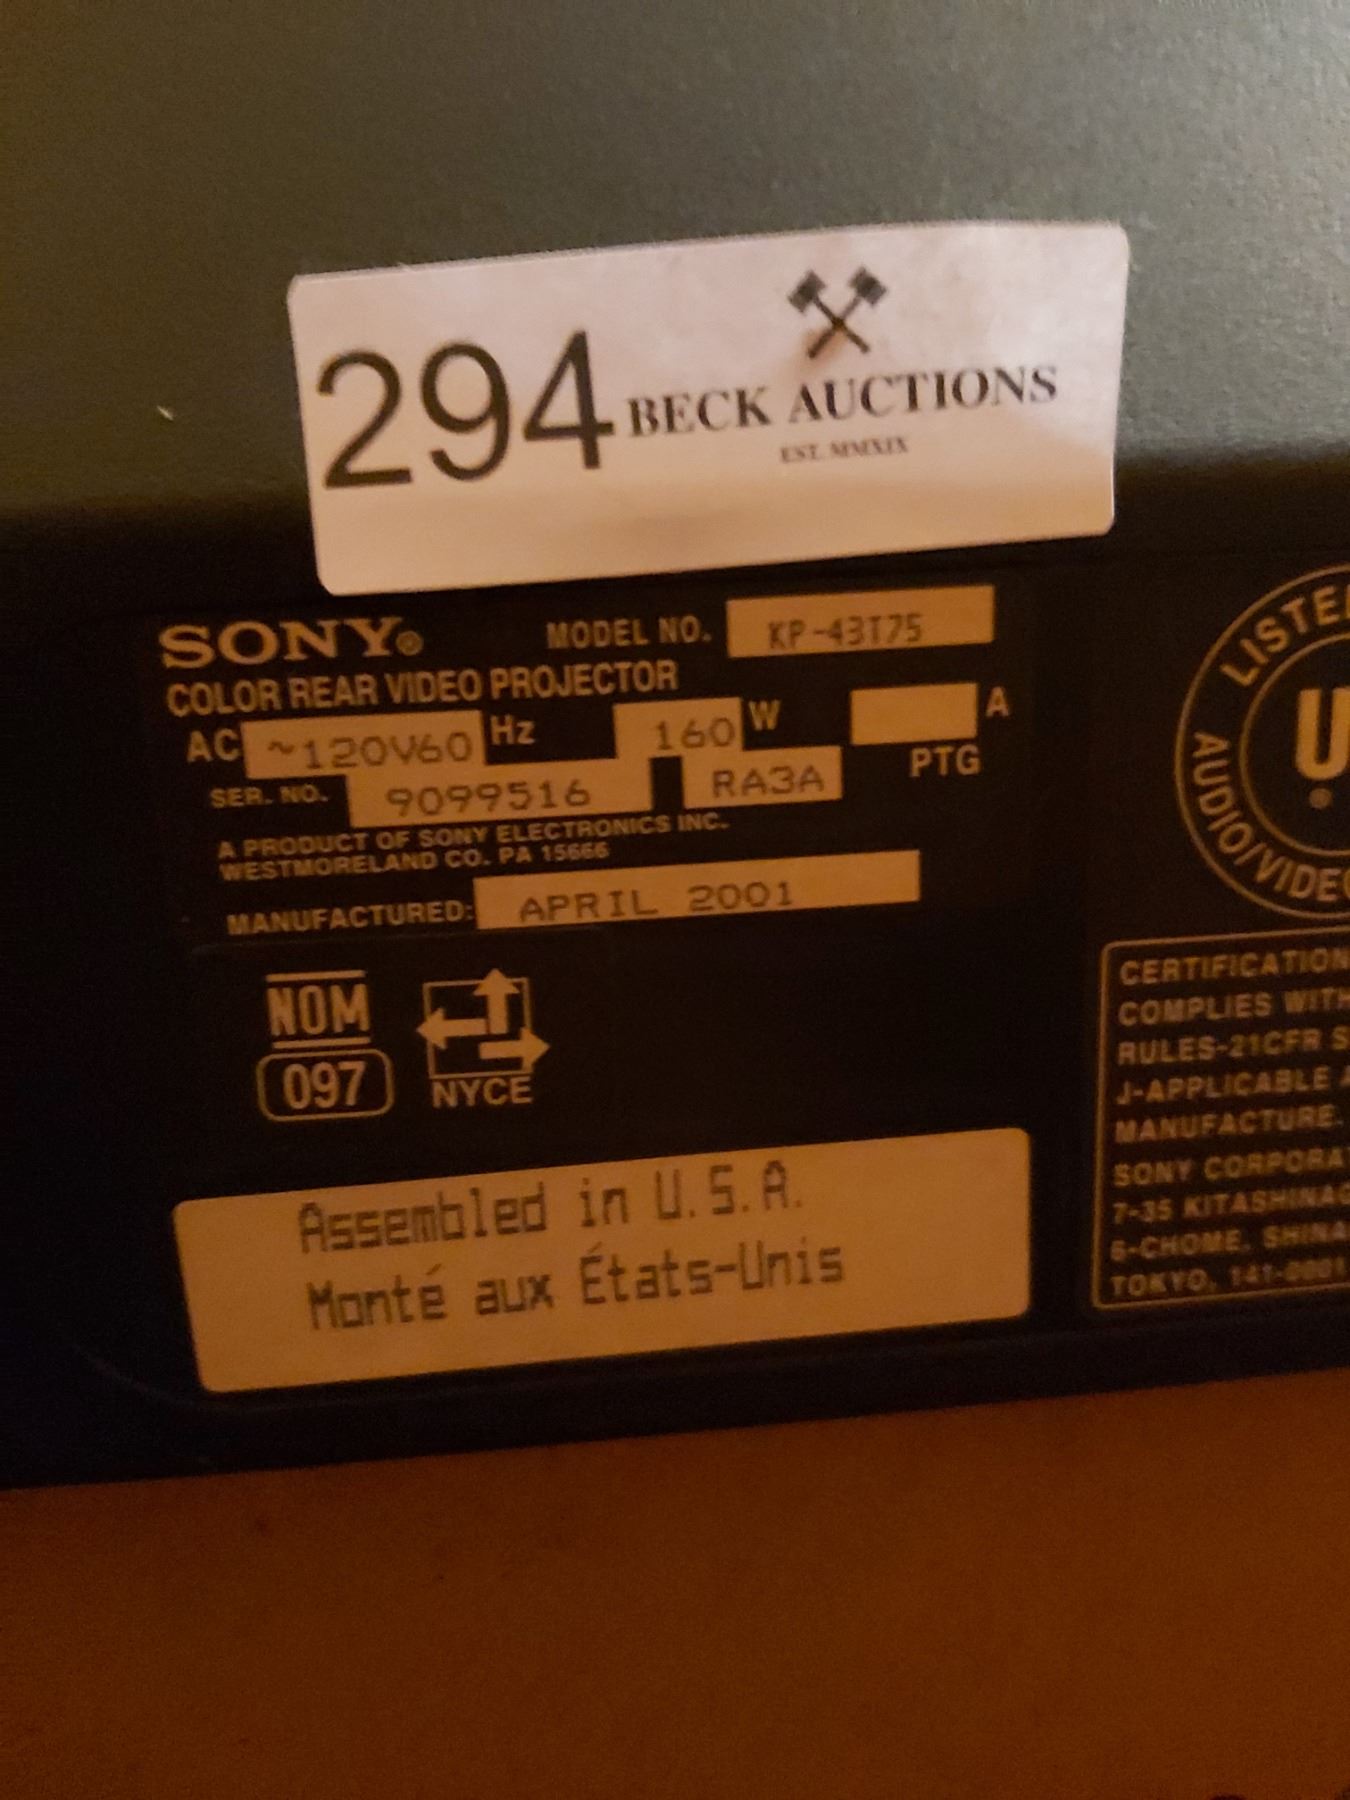 294 BECK AUCTIONS
EST. MMXIX
SONY® MODEL NO. KP-43T75
COLOR REAR VIDEO PROJECTOR
AC ~120V60 Hz 160 W A
PTG
SER. NO. 9099516 RA3A
A PRODUCT OF SONY ELECTRONICS INC.
WESTMORELAND CO. PA 15666
MANUFACTURED: APRIL 2001
NOM
097
NYCE
Assembled in U.S.A.
Monté aux États-Unis
LISTE
U
AUDIO/VIDEO
CERTIFICATION
COMPLIES WITH
RULES-21CFR S
J-APPLICABLE A
MANUFACTURE.
SONY CORPORA
7-35 KITASHINAG
6-CHOME, SHINA
TOKYO, 141-0001